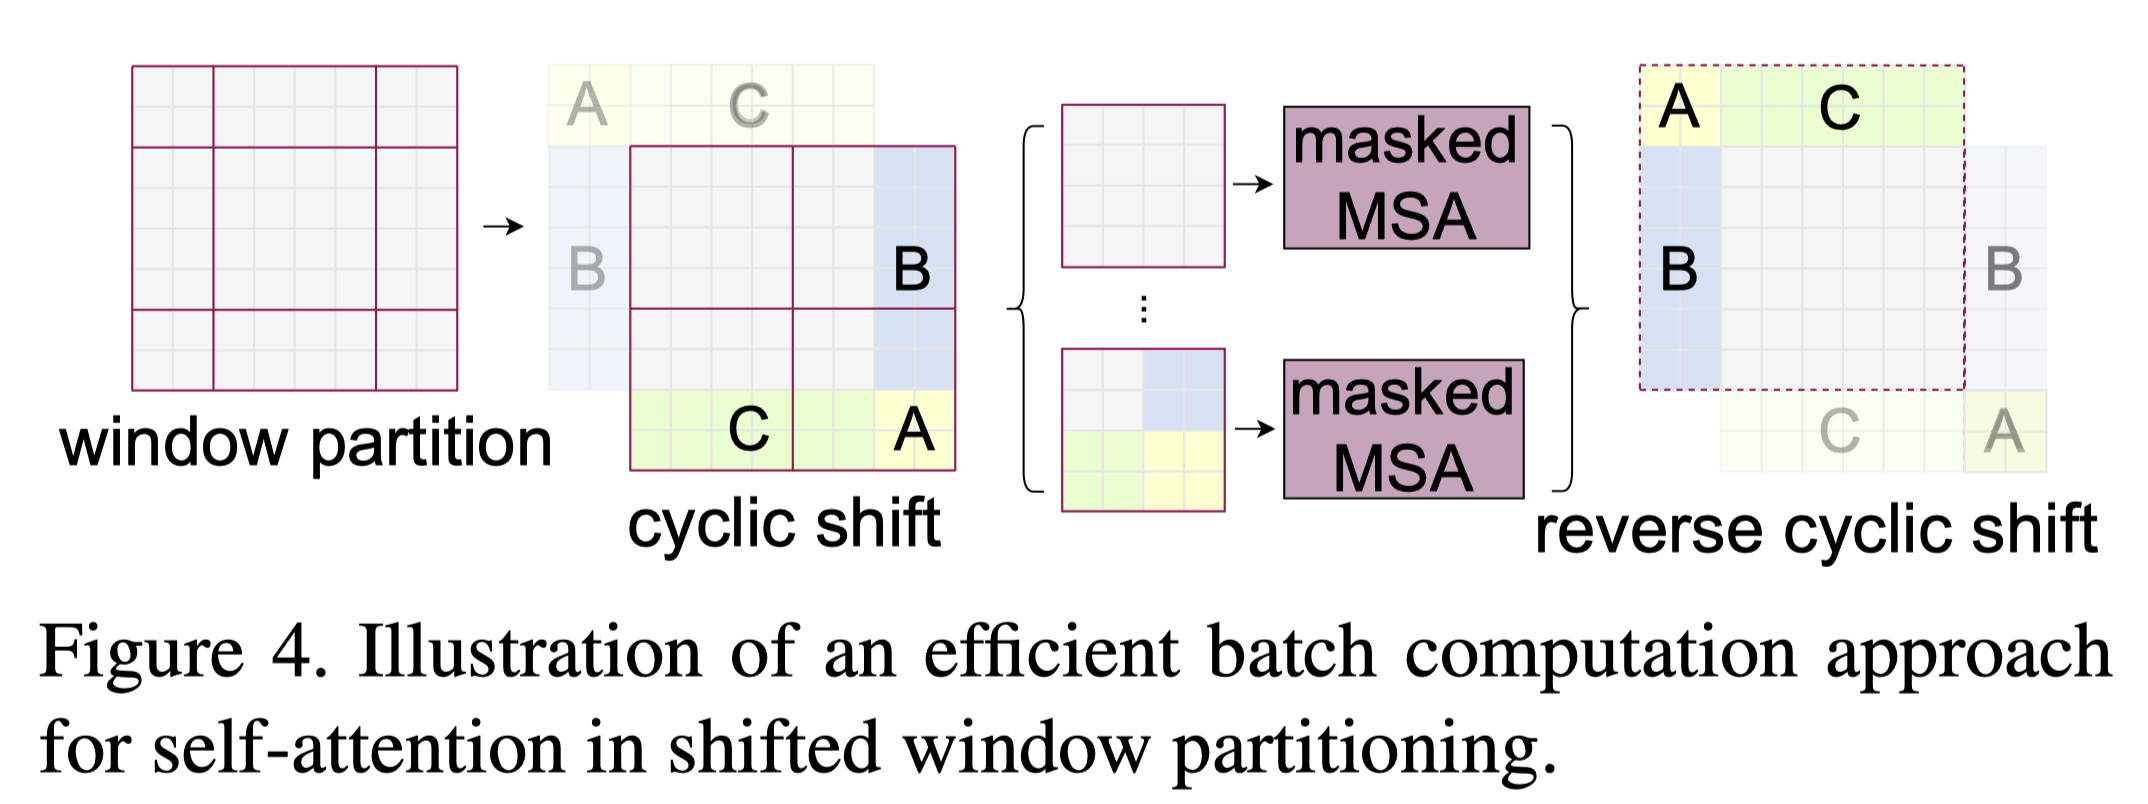 A
C
B
B
C
A
window partition
cyclic shift
masked
MSA
masked
MSA
A
C
B
B
C
A
reverse cyclic shift
Figure 4. Illustration of an efficient batch computation approach
for self-attention in shifted window partitioning.